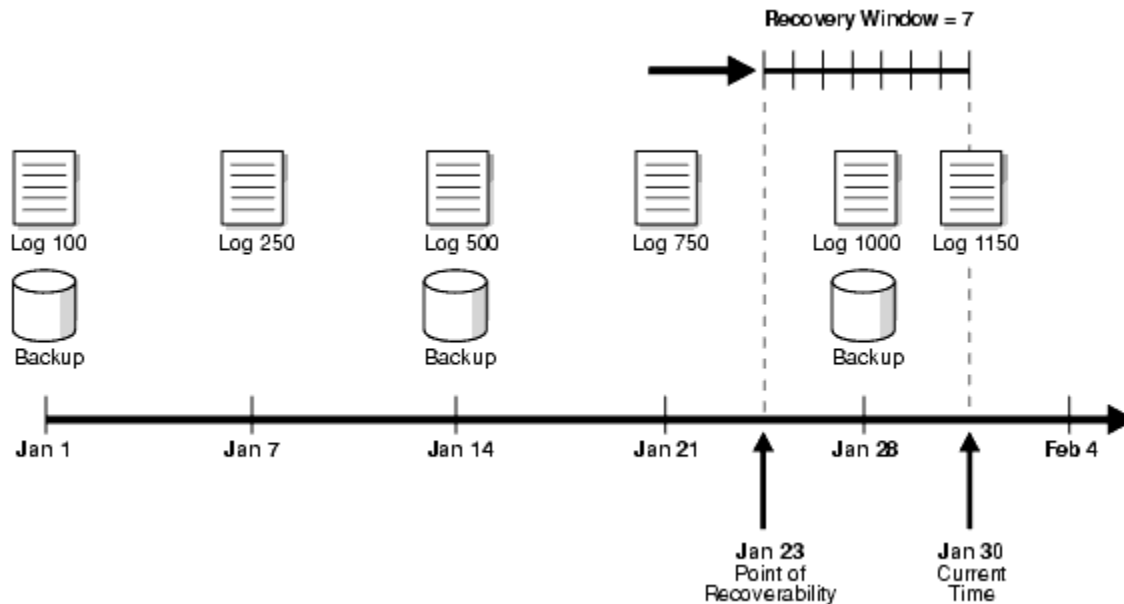 Recovery Window = 7
Log 100
Log 250
Log 500
Log 750
Log 1000
Log 1150
Backup
Backup
Backup
Jan 1
Jan 7
Jan 14
Jan 21
Jan 28
Feb 4
Jan 23
Point of
Recoverability
Jan 30
Current
Time